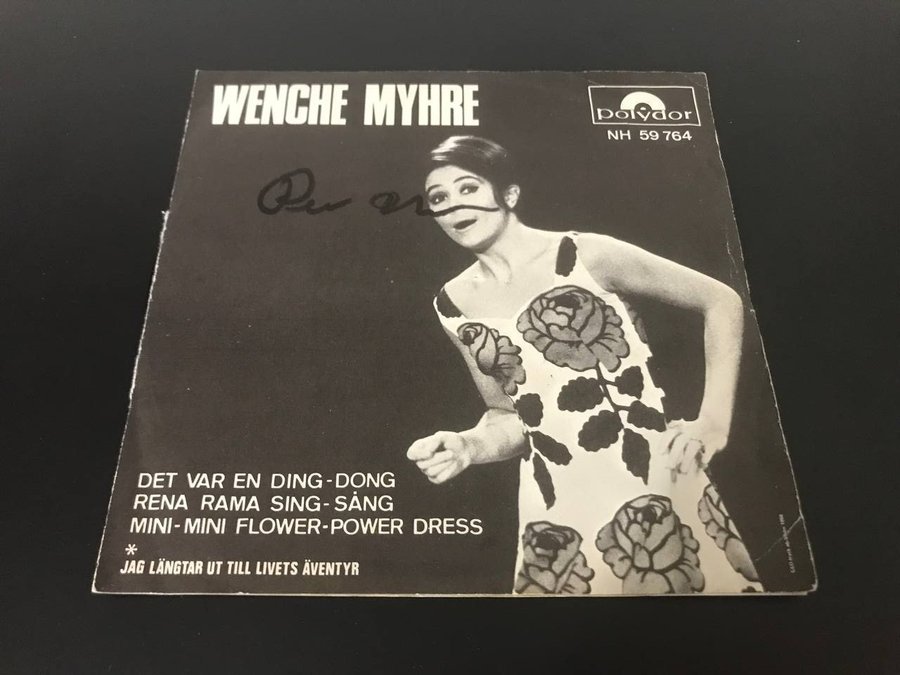 WENCHE MYHRE
polydor
NH 59 764
DET VAR EN DING-DONG
RENA RAMA SING-SÅNG
MINI-MINI FLOWER-POWER DRESS
*
JAG LÄNGTAR UT TILL LIVETS ÄVENTYR